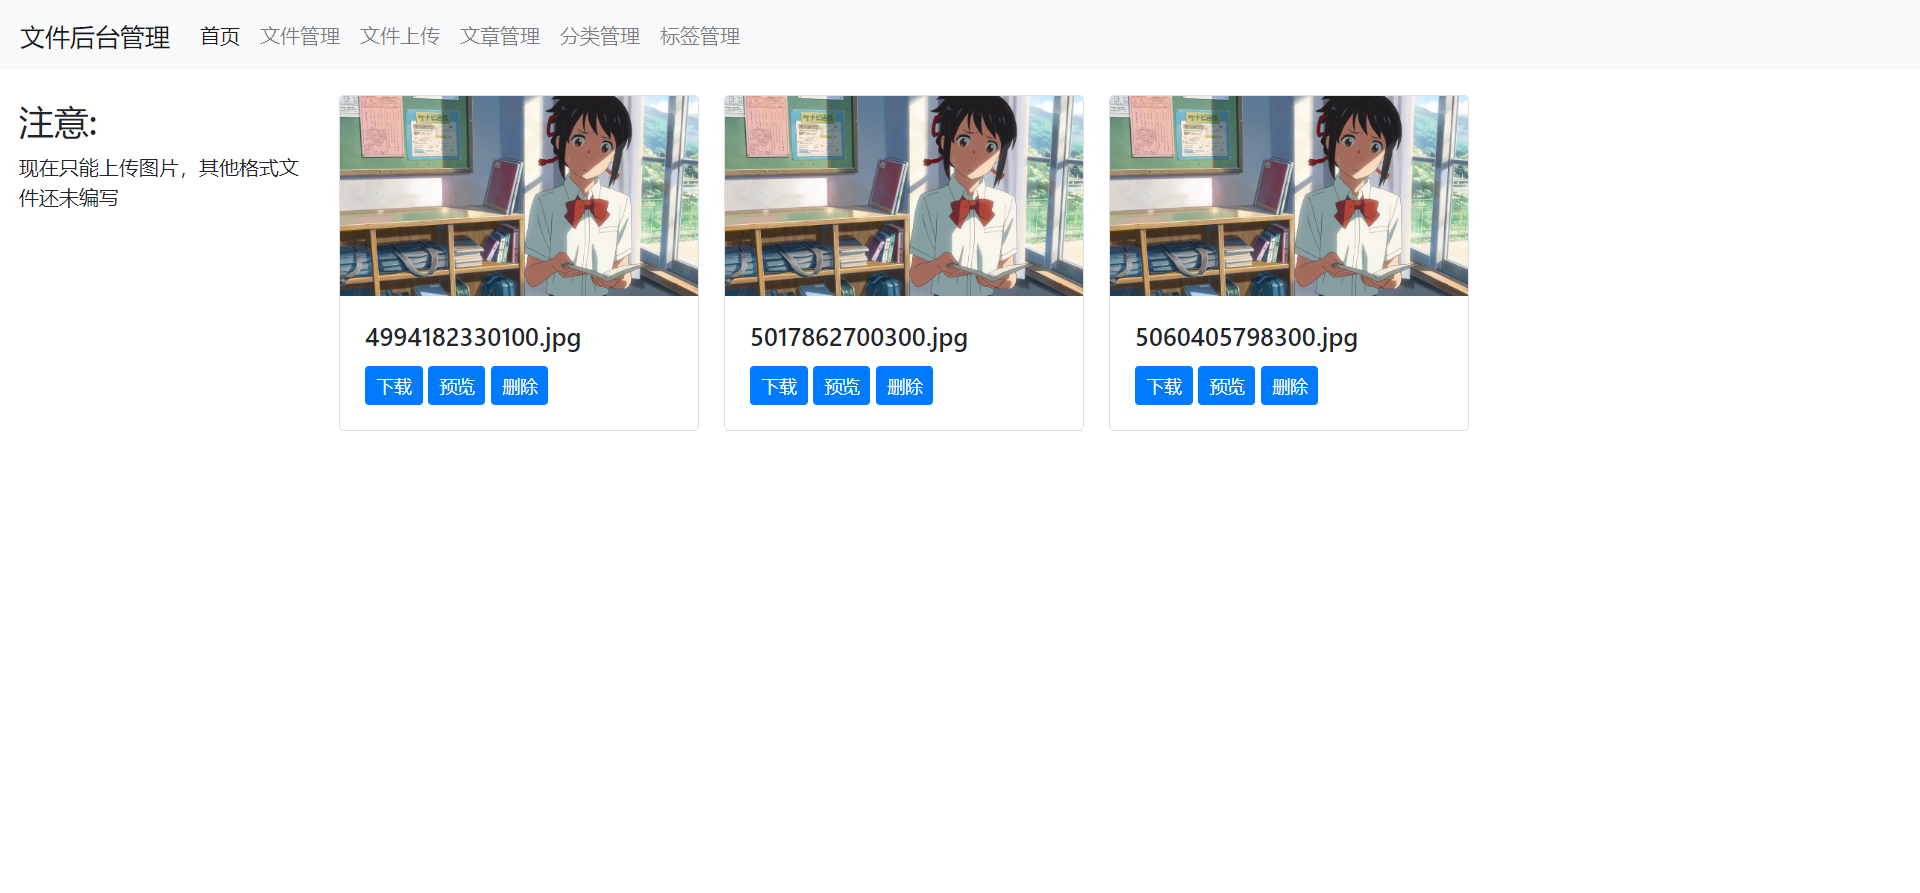 文件后台管理 首页 文件管理 文件上传 文章管理 分类管理 标签管理
注意:
现在只能上传图片，其他格式文
件还未编写
4994182330100.jpg
下载 预览 删除
5017862700300.jpg
下载 预览 删除
5060405798300.jpg
下载 预览 删除